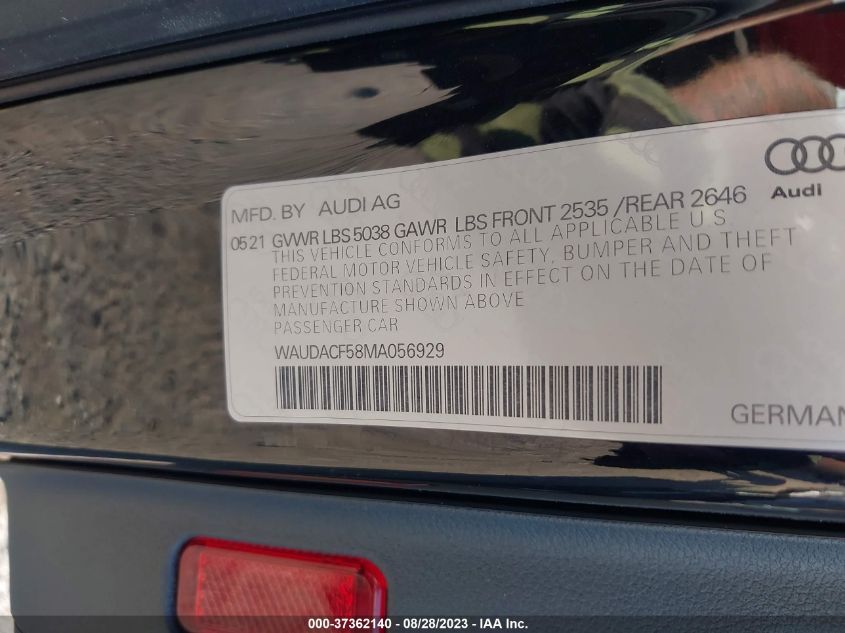 MFD. BY AUDI AG
Audi
0521 GVWR LBS 5038 GAWR LBS FRONT 2535 /REAR 2646
THIS VEHICLE CONFORMS TO ALL APPLICABLE U S
FEDERAL MOTOR VEHICLE SAFETY, BUMPER AND THEFT
PREVENTION STANDARDS IN EFFECT ON THE DATE OF
MANUFACTURE SHOWN ABOVE
PASSENGER CAR
WAUDACF58MA056929
GERMAN
000-37362140 - 08/28/2023 - IAA Inc.